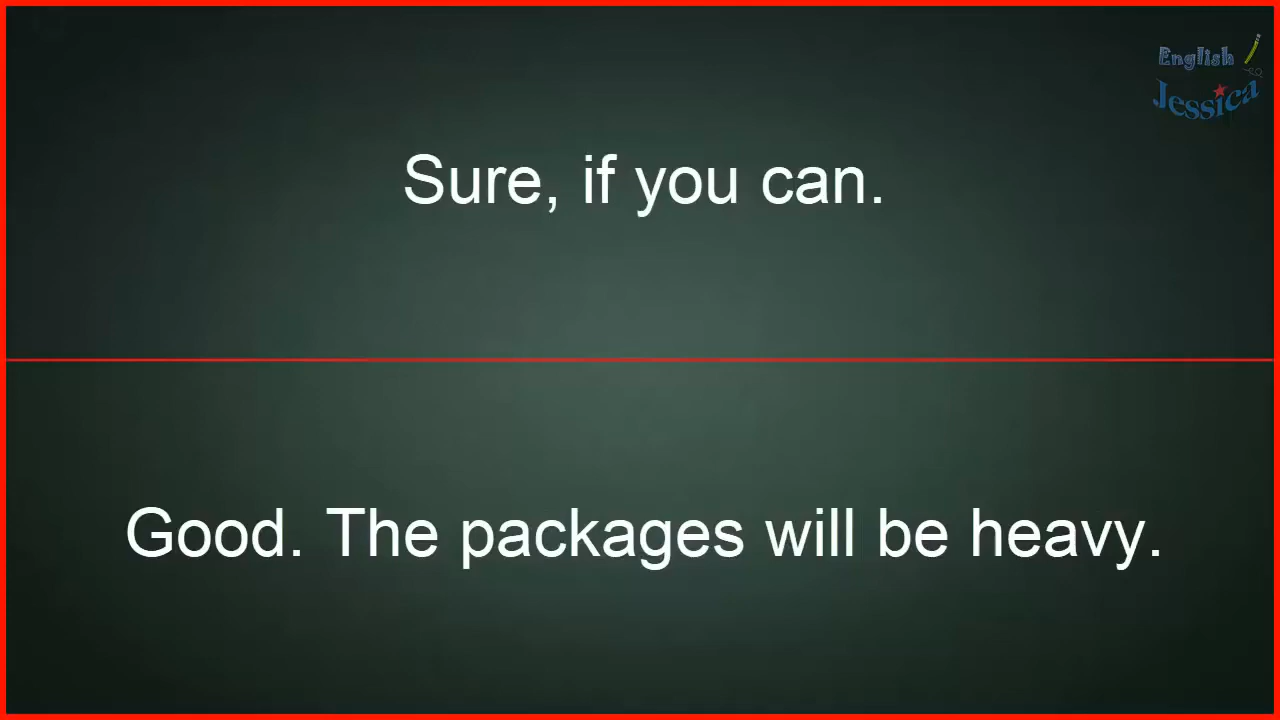 English
Jessica
Sure, if you can.
Good. The packages will be heavy.